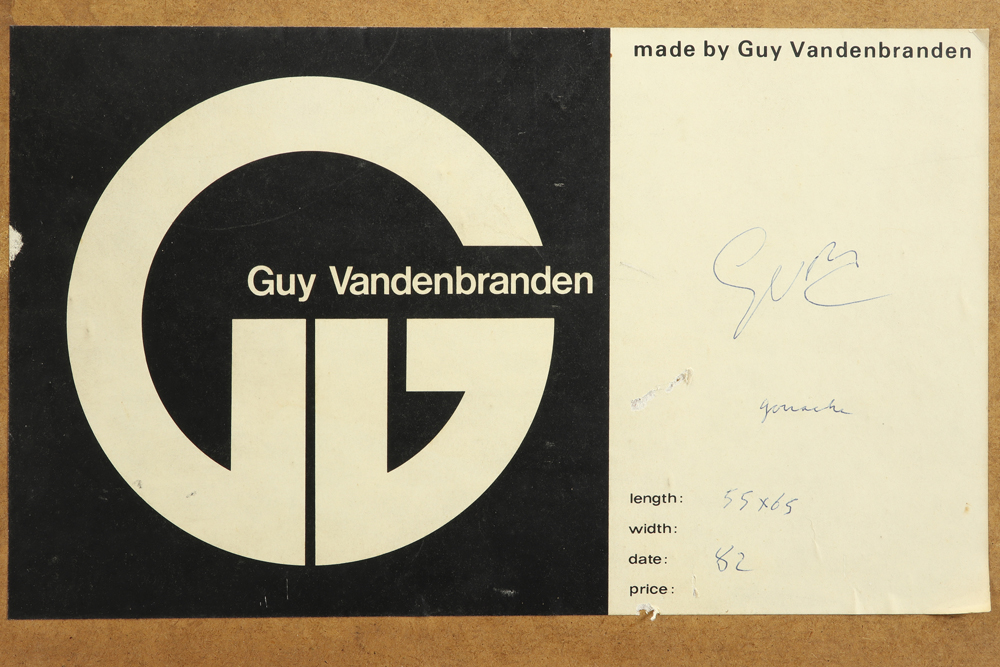 Guy Vandenbranden
made by Guy Vandenbranden
gouache
length: 55x65
width:
date: 82
price: